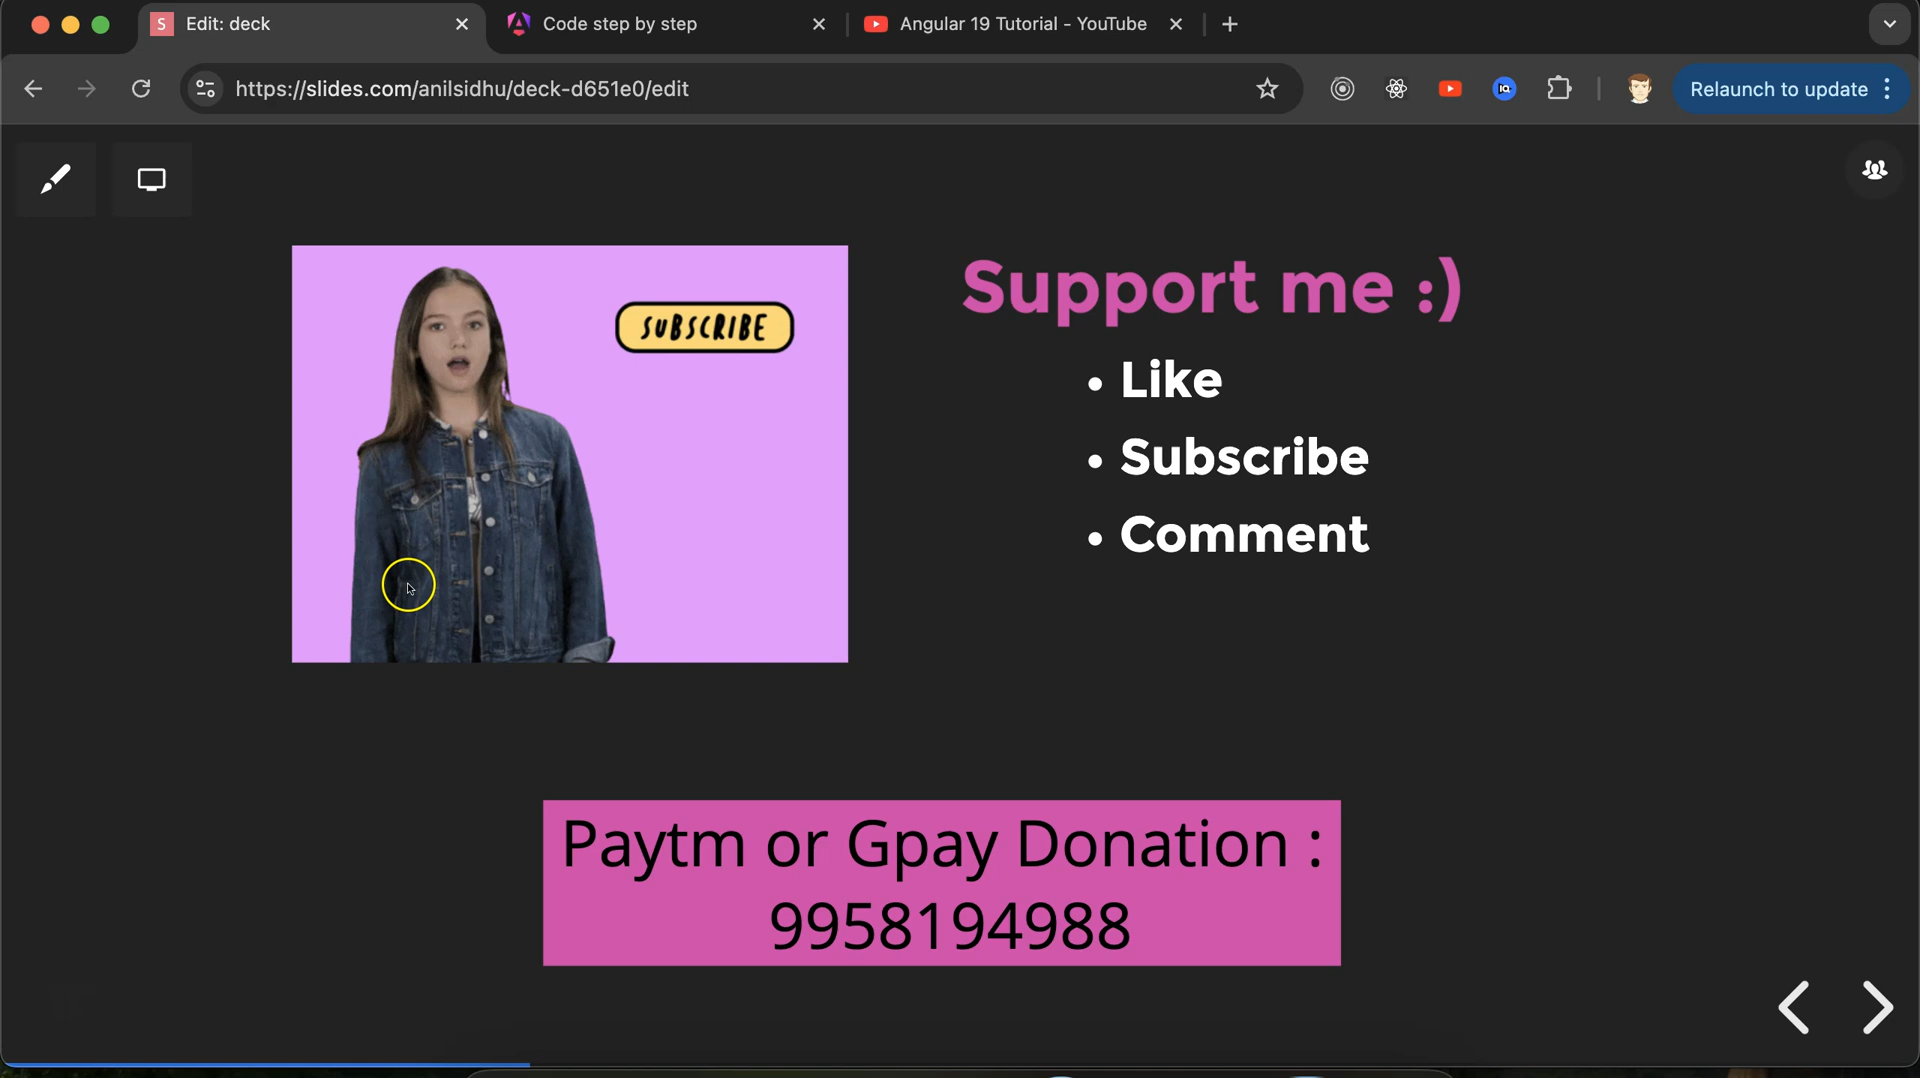 S Edit: deck
Code step by step
Angular 19 Tutorial - YouTube
https://slides.com/anilsidhu/deck-d651e0/edit
IQ
Relaunch to update
SUBSCRIBE
Support me :)
• Like
• Subscribe
• Comment
Paytm or Gpay Donation :
9958194988